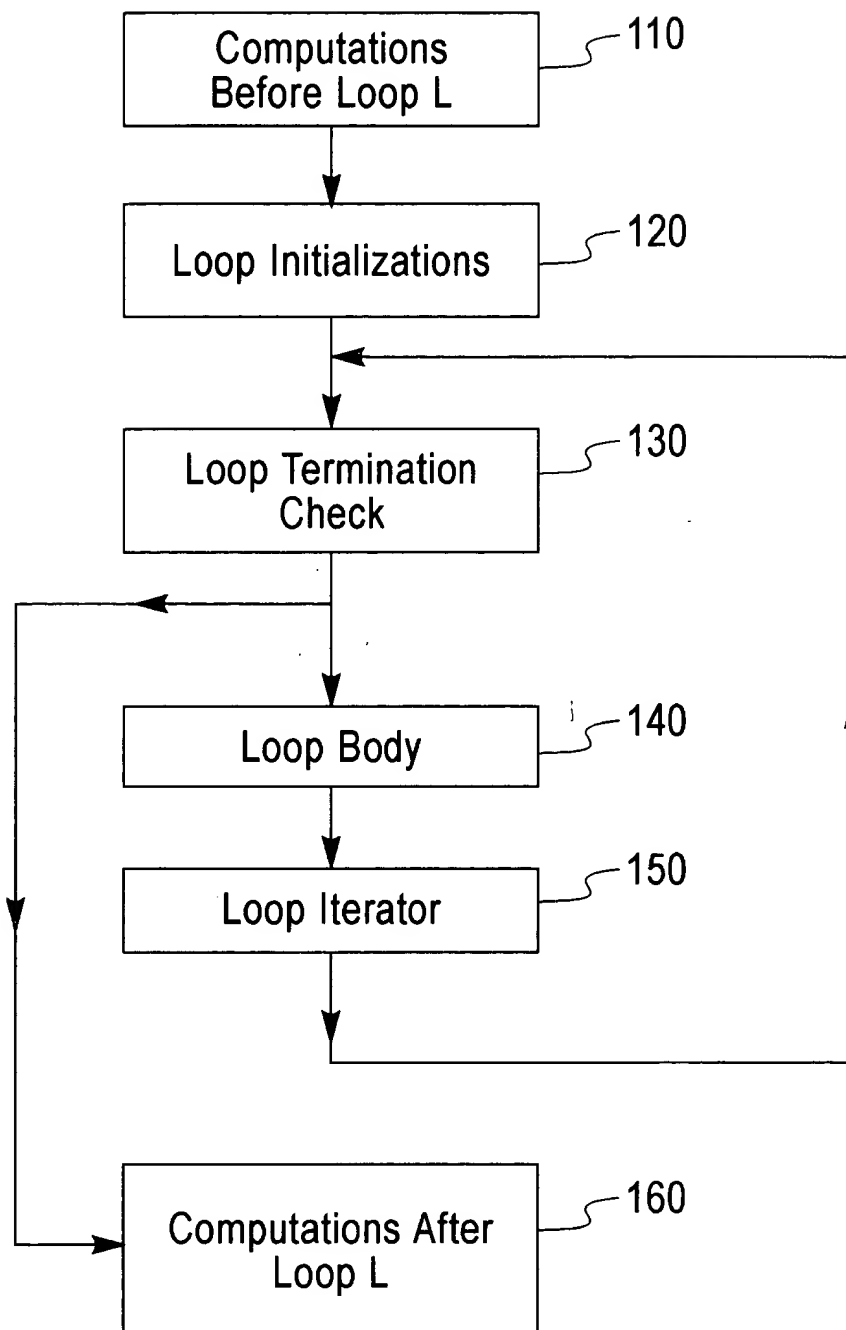 Computations
Before Loop L
110
Loop Initializations
120
Loop Termination
Check
130
Loop Body
140
Loop Iterator
150
Computations After
Loop L
160